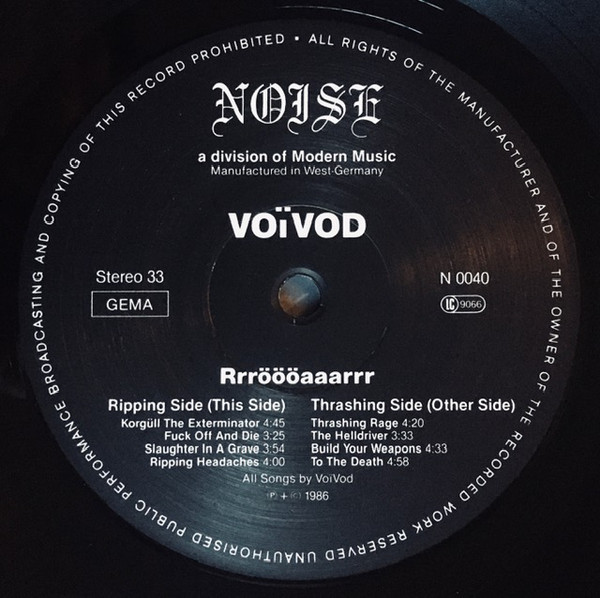 ALL RIGHTS OF THE MANUFACTURER AND OF THE OWNER OF THE RECORDED WORK RESERVED UNAUTHORISED PUBLIC PERFORMANCE BROADCASTING AND COPYING OF THIS RECORD PROHIBITED •
NOISE
a division of Modern Music
Manufactured in West-Germany
VOïVOD
Stereo 33
N 0040
GEMA
LC 9066
Rrröööaaarrr
Ripping Side (This Side)
Korgüll The Exterminator 4:45
Fuck Off And Die 3:25
Slaughter In A Grave 3:54
Ripping Headaches 4:00
Thrashing Side (Other Side)
Thrashing Rage 4:20
The Helldriver 3:33
Build Your Weapons 4:33
To The Death 4:58
All Songs by VoïVod
℗ + © 1986